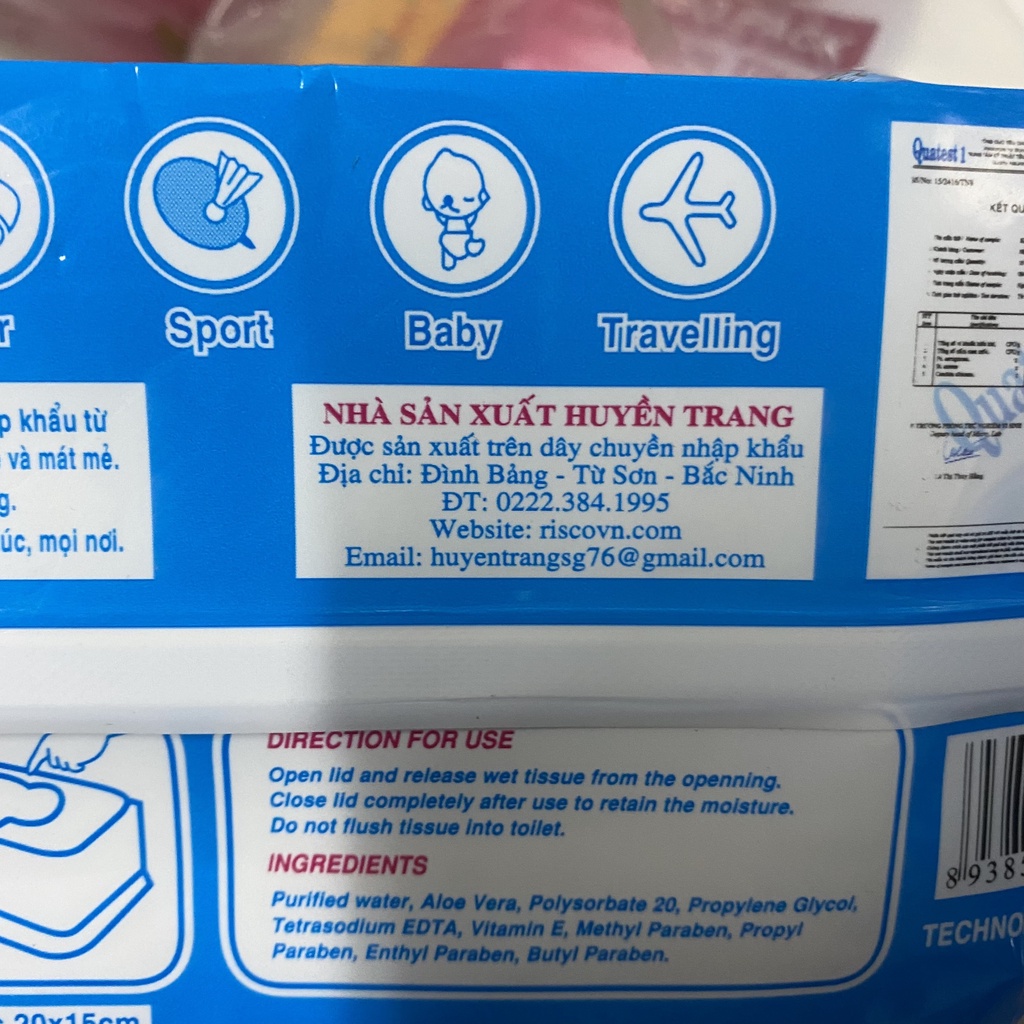 Sport
Baby
Travelling
Quatest 1
KẾT QU
p khẩu từ
và mát mẻ.
g.
úc, mọi nơi.
NHÀ SẢN XUẤT HUYỀN TRANG
Được sản xuất trên dây chuyền nhập khẩu
Địa chỉ: Đình Bảng - Từ Sơn - Bắc Ninh
ĐT: 0222.384.1995
Website: riscovn.com
Email: huyentrangsg76@gmail.com
DIRECTION FOR USE
Open lid and release wet tissue from the openning.
Close lid completely after use to retain the moisture.
Do not flush tissue into toilet.
INGREDIENTS
Purified water, Aloe Vera, Polysorbate 20, Propylene Glycol,
Tetrasodium EDTA, Vitamin E, Methyl Paraben, Propyl
Paraben, Enthyl Paraben, Butyl Paraben.
8 9385
TECHNO
20x15cm